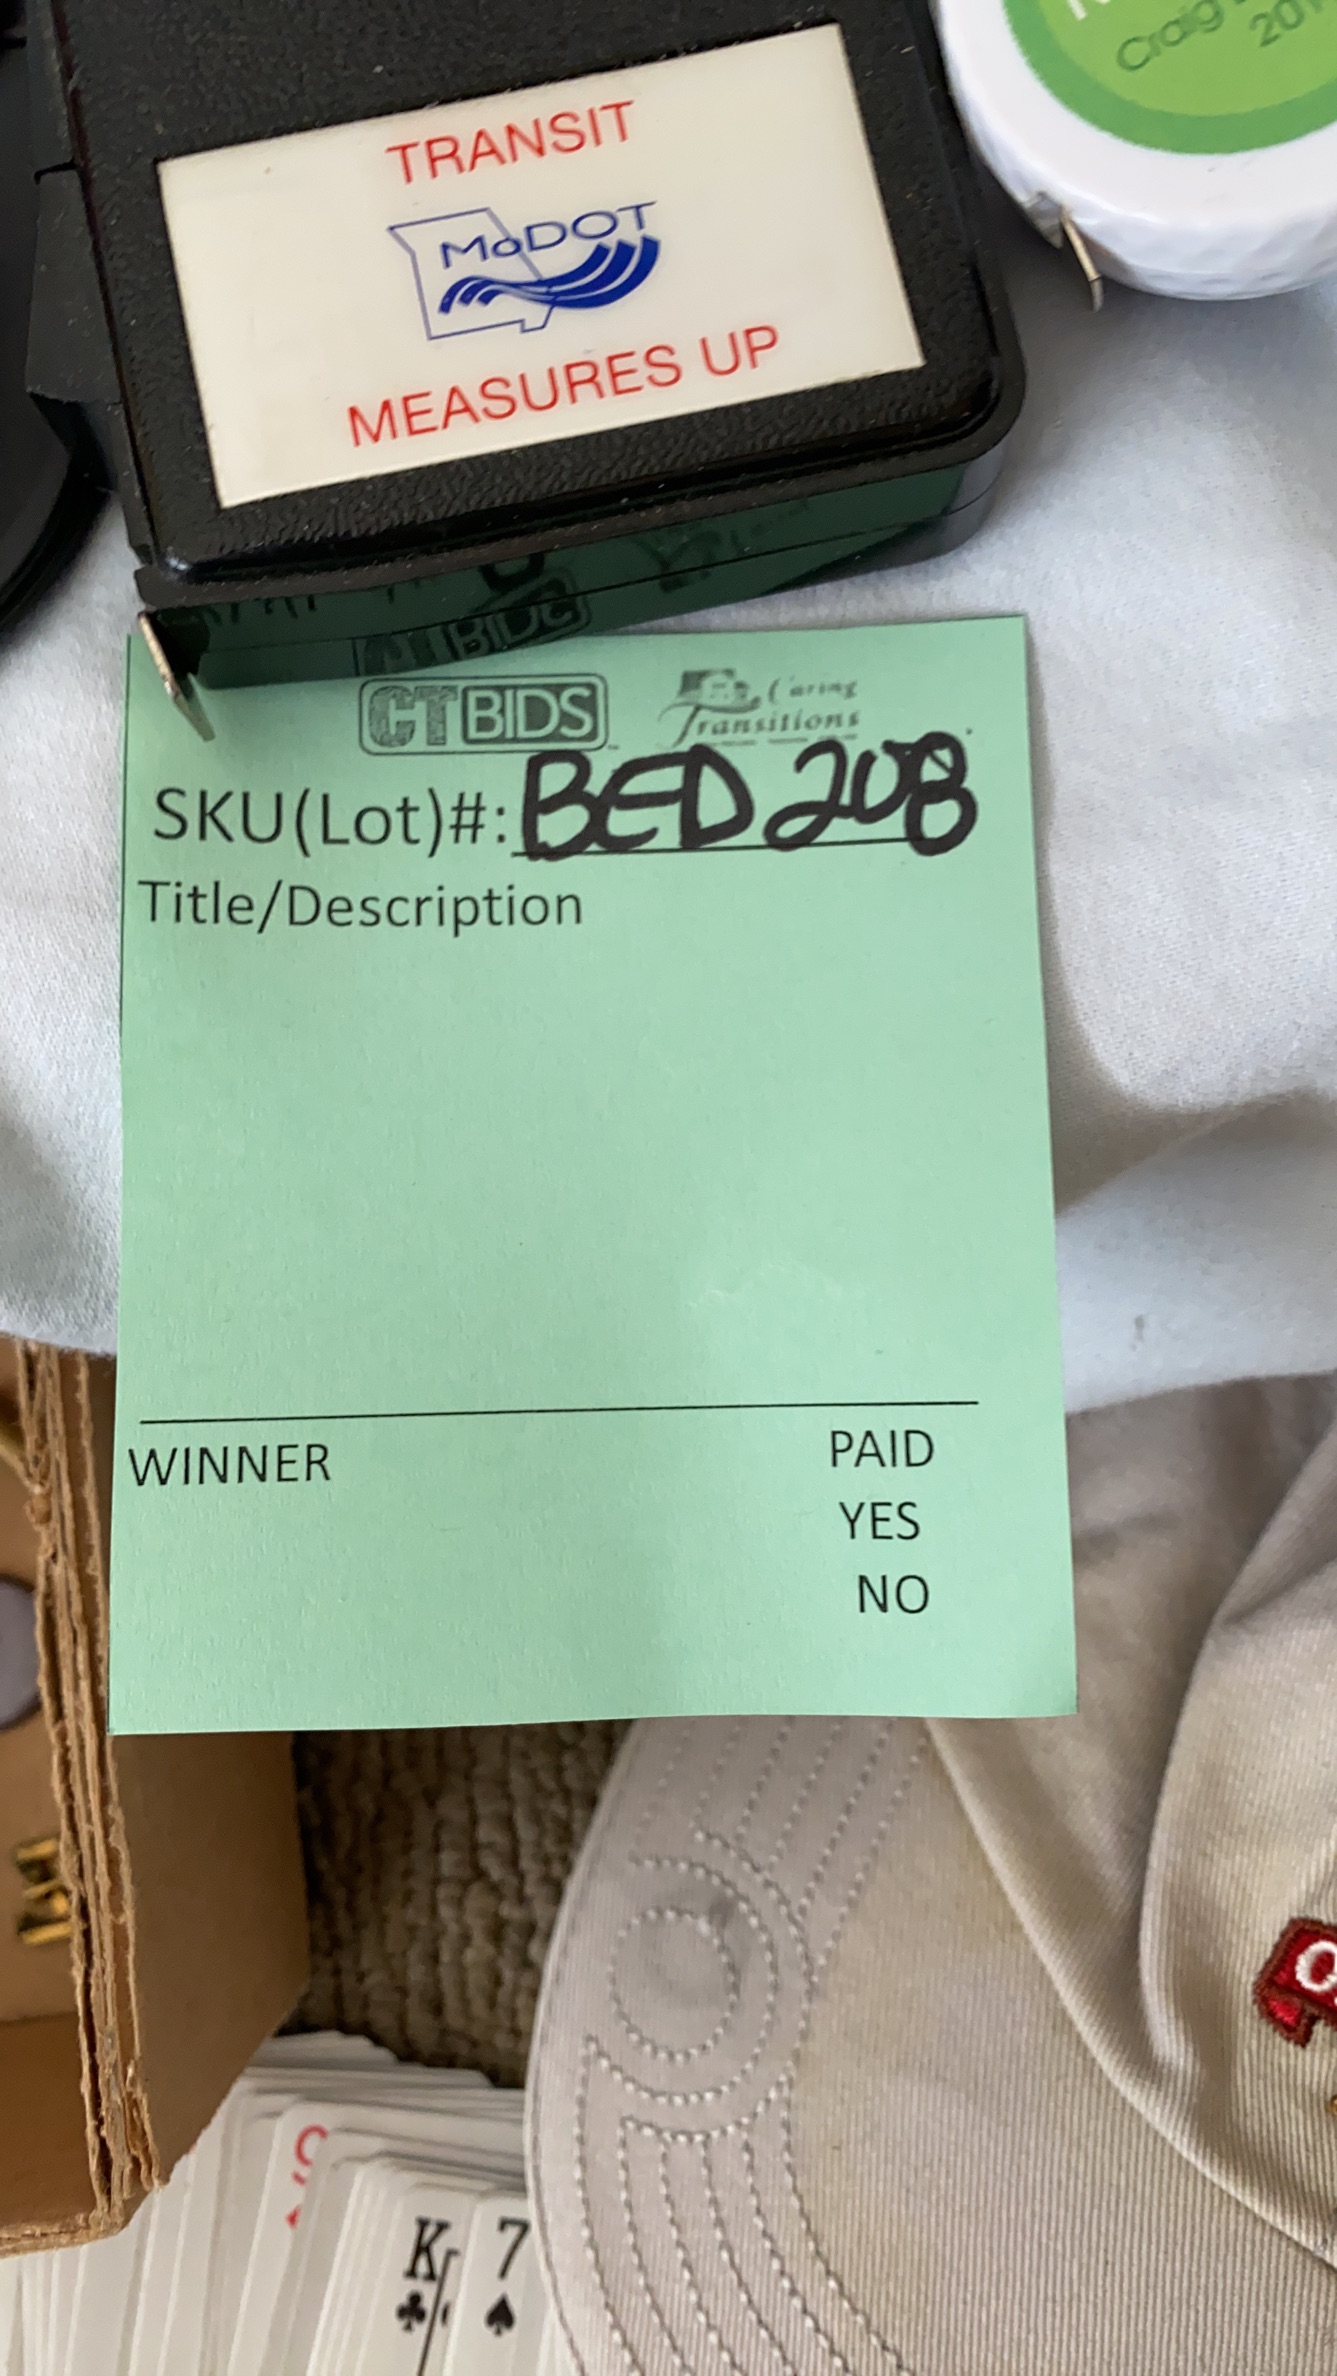 Craig
201
TRANSIT
MoDOT
MEASURES UP
CTBIDS
Caring
Transitions
SKU(Lot)#: BED 208
Title/Description
WINNER
PAID
YES
NO
K
7